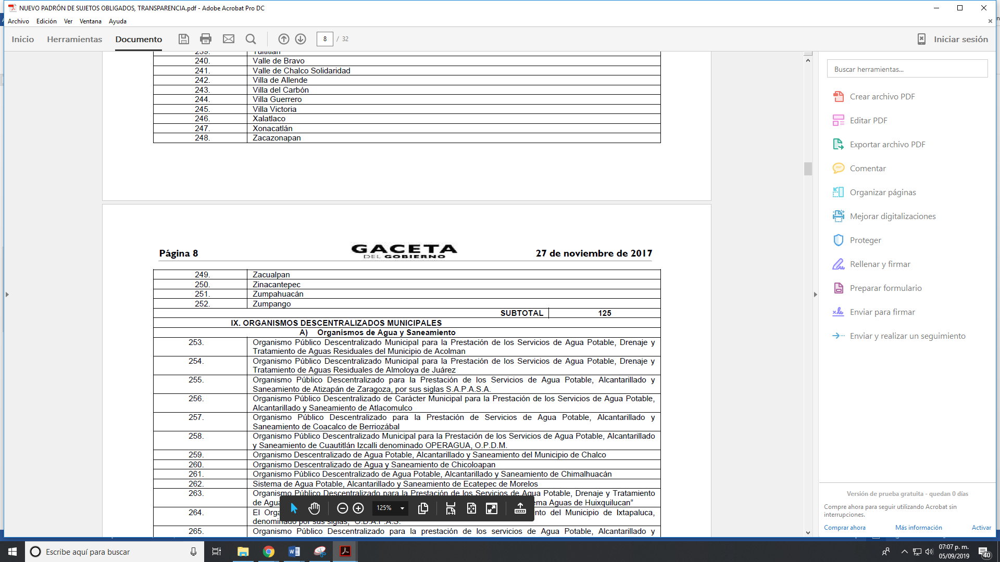 NUEVO PADRÓN DE SUJETOS OBLIGADOS, TRANSPARENCIA.pdf - Adobe Acrobat Pro DC
Archivo Edición Ver Ventana Ayuda
Inicio Herramientas Documento 8 / 32 Iniciar sesión
239. Tultitlán
240. Valle de Bravo
241. Valle de Chalco Solidaridad
242. Villa de Allende
243. Villa del Carbón
244. Villa Guerrero
245. Villa Victoria
246. Xalatlaco
247. Xonacatlán
248. Zacazonapan
Página 8 GACETA DEL GOBIERNO 27 de noviembre de 2017
249. Zacualpan
250. Zinacantepec
251. Zumpahuacán
252. Zumpango
SUBTOTAL 125
IX. ORGANISMOS DESCENTRALIZADOS MUNICIPALES
A) Organismos de Agua y Saneamiento
253. Organismo Público Descentralizado Municipal para la Prestación de los Servicios de Agua Potable, Drenaje y
Tratamiento de Aguas Residuales del Municipio de Acolman
254. Organismo Público Descentralizado Municipal para la Prestación de los Servicios de Agua Potable, Drenaje y
Tratamiento de Aguas Residuales de Almoloya de Juárez
255. Organismo Público Descentralizado para la Prestación de los Servicios de Agua Potable, Alcantarillado y
Saneamiento de Atizapán de Zaragoza, por sus siglas S.A.P.A.S.A.
256. Organismo Público Descentralizado de Carácter Municipal para la Prestación de los Servicios de Agua Potable,
Alcantarillado y Saneamiento de Atlacomulco
257. Organismo Público Descentralizado para la Prestación de Servicios de Agua Potable, Alcantarillado y
Saneamiento de Coacalco de Berriozábal
258. Organismo Público Descentralizado Municipal para la Prestación de los Servicios de Agua Potable, Alcantarillado
y Saneamiento de Cuautitlán Izcalli denominado OPERAGUA, O.P.D.M.
259. Organismo Descentralizado de Agua Potable, Alcantarillado y Saneamiento del Municipio de Chalco
260. Organismo Descentralizado de Agua y Saneamiento de Chicoloapan
261. Organismo Público Descentralizado de Agua Potable, Alcantarillado y Saneamiento de Chimalhuacán
262. Sistema de Agua Potable, Alcantarillado y Saneamiento de Ecatepec de Morelos
263. Organismo Público Descentralizado para la Prestación de los Servicios de Agua Potable, Drenaje y Tratamiento
de Agua ema Aguas de Huixquilucan”
264. El Orga nto del Municipio de Ixtapaluca,
denominado por sus siglas, “O.D.A.P.A.S.”
265. Organismo Público Descentralizado para la prestación de los servicios de Agua Potable, Alcantarillado y
125%
Buscar herramientas...
Crear archivo PDF
Editar PDF
Exportar archivo PDF
Comentar
Organizar páginas
Mejorar digitalizaciones
Proteger
Rellenar y firmar
Preparar formulario
Enviar para firmar
Enviar y realizar un seguimiento
Versión de prueba gratuita - quedan 0 días
Compre ahora para seguir utilizando Acrobat sin
interrupciones.
Comprar ahora Más información Activar
Escribe aquí para buscar
07:07 p. m.
05/09/2019
40